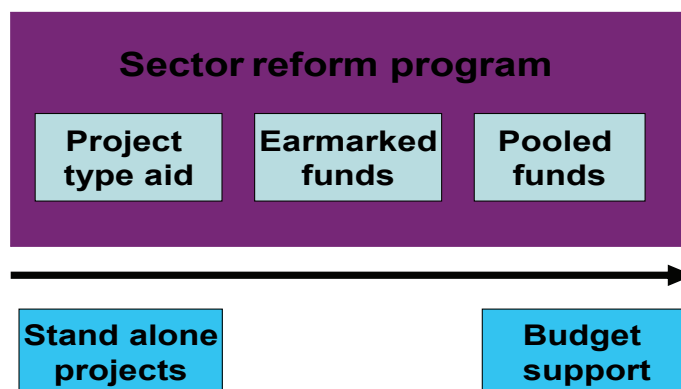 Sector reform program
Project
type aid
Earmarked
funds
Pooled
funds
Stand alone
projects
Budget
support